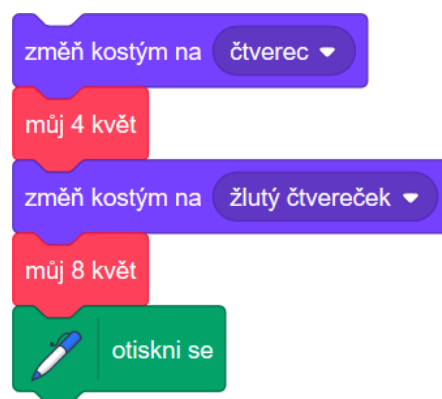 změň kostým na čtverec
můj 4 květ
změň kostým na žlutý čtvereček
můj 8 květ
otiskni se